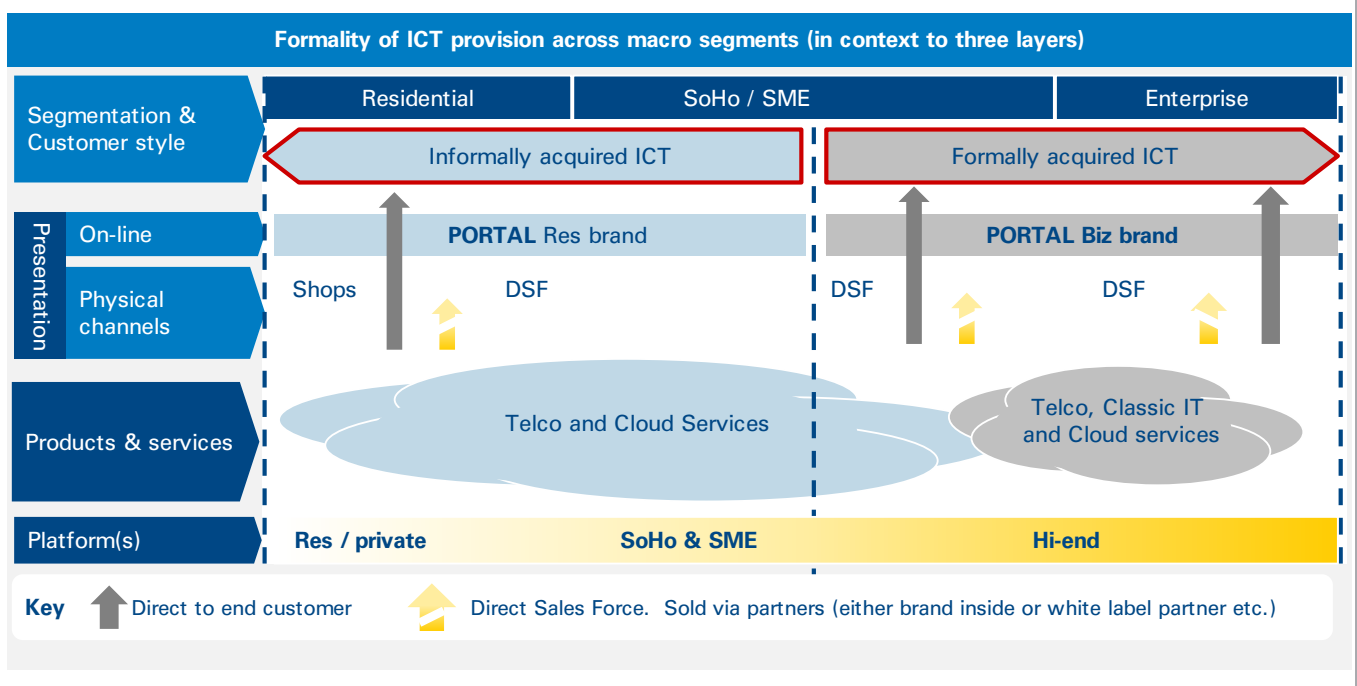 Formality of ICT provision across macro segments (in context to three layers)
Segmentation &
Customer style
Residential
SoHo / SME
Enterprise
Informally acquired ICT
Formally acquired ICT
Presentation
On-line
PORTAL Res brand
PORTAL Biz brand
Physical
channels
Shops
DSF
DSF
DSF
Products & services
Telco and Cloud Services
Telco, Classic IT
and Cloud services
Platform(s)
Res / private
SoHo & SME
Hi-end
Key
Direct to end customer
Direct Sales Force. Sold via partners (either brand inside or white label partner etc.)